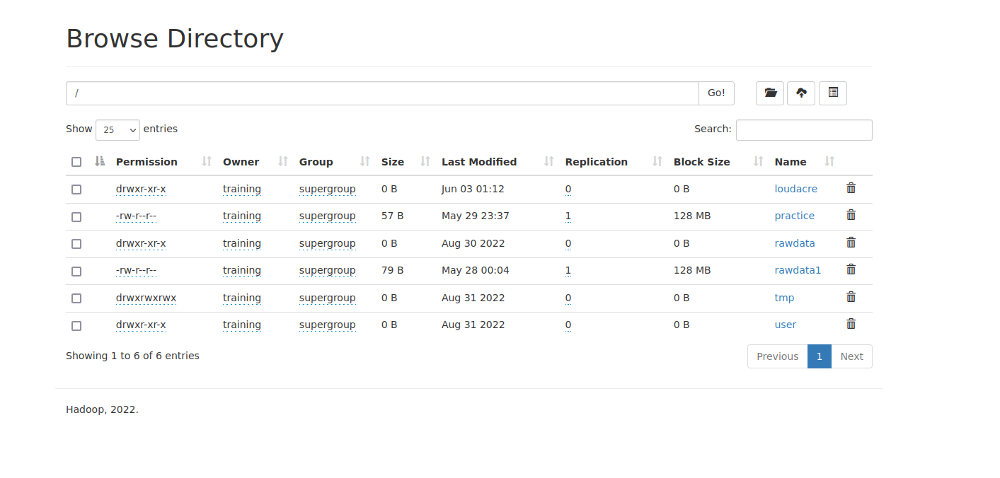 Browse Directory
/ Go!
Show 25 entries Search:
Permission Owner Group Size Last Modified Replication Block Size Name
drwxr-xr-x training supergroup 0 B Jun 03 01:12 0 0 B loudacre
-rw-r--r-- training supergroup 57 B May 29 23:37 1 128 MB practice
drwxr-xr-x training supergroup 0 B Aug 30 2022 0 0 B rawdata
-rw-r--r-- training supergroup 79 B May 28 00:04 1 128 MB rawdata1
drwxrwxrwx training supergroup 0 B Aug 31 2022 0 0 B tmp
drwxr-xr-x training supergroup 0 B Aug 31 2022 0 0 B user
Showing 1 to 6 of 6 entries Previous 1 Next
Hadoop, 2022.